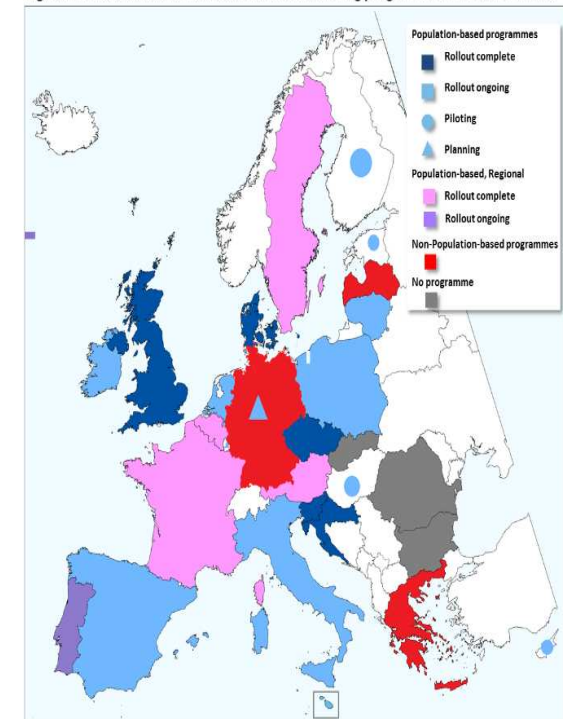 Population-based programmes
Rollout complete
Rollout ongoing
Piloting
Planning
Population-based, Regional
Rollout complete
Rollout ongoing
Non-Population-based programmes
No programme